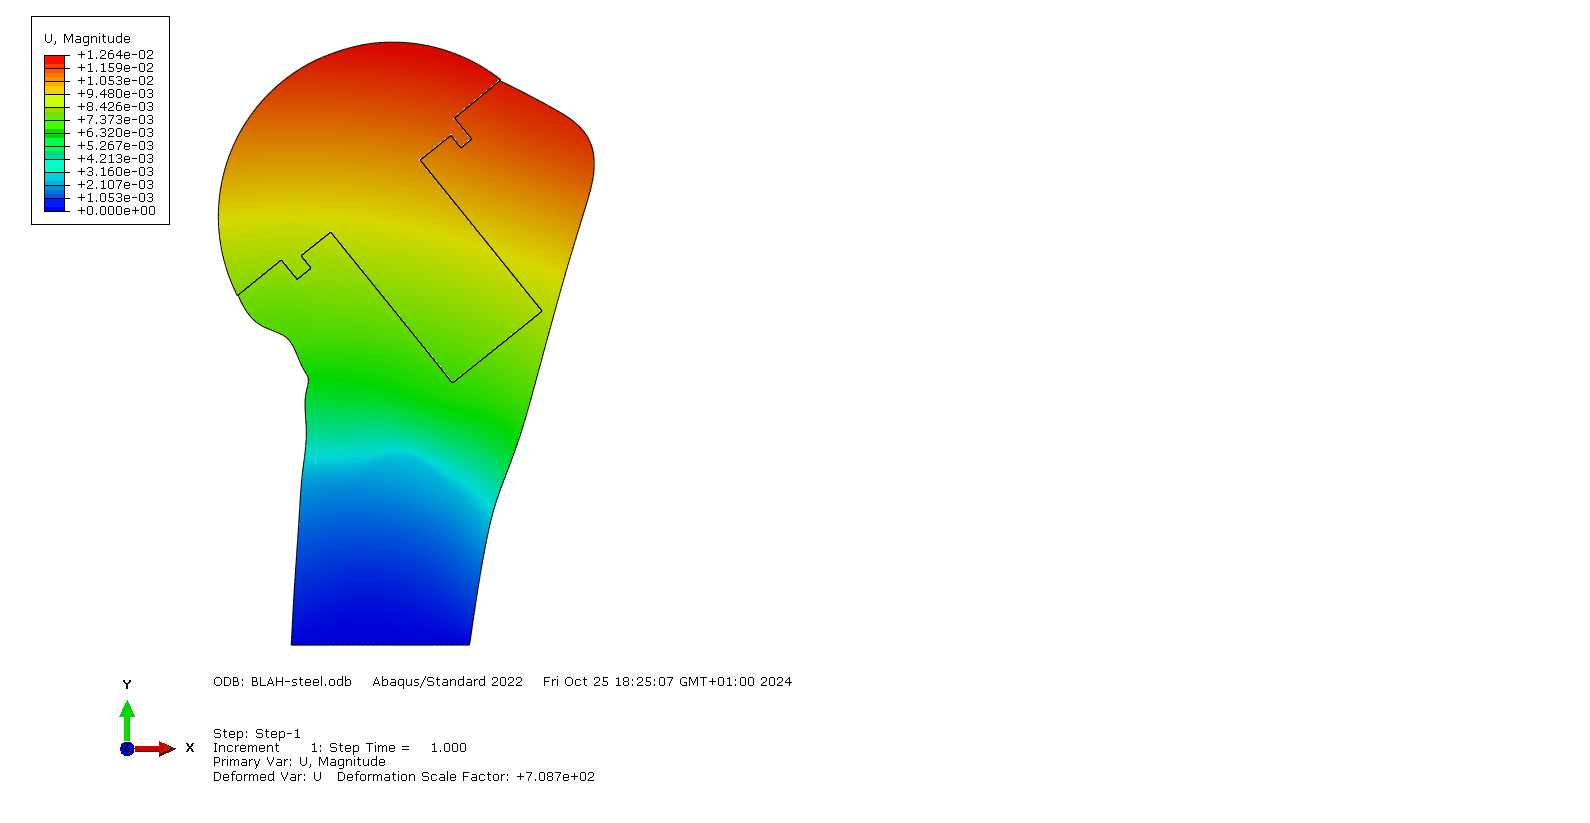 U, Magnitude
+1.264e-02
+1.159e-02
+1.053e-02
+9.480e-03
+8.426e-03
+7.373e-03
+6.320e-03
+5.267e-03
+4.213e-03
+3.160e-03
+2.107e-03
+1.053e-03
+0.000e+00
ODB: BLAH-steel.odb Abaqus/Standard 2022 Fri Oct 25 18:25:07 GMT+01:00 2024
Y
X
Step: Step-1
Increment 1: Step Time = 1.000
Primary Var: U, Magnitude
Deformed Var: U Deformation Scale Factor: +7.087e+02